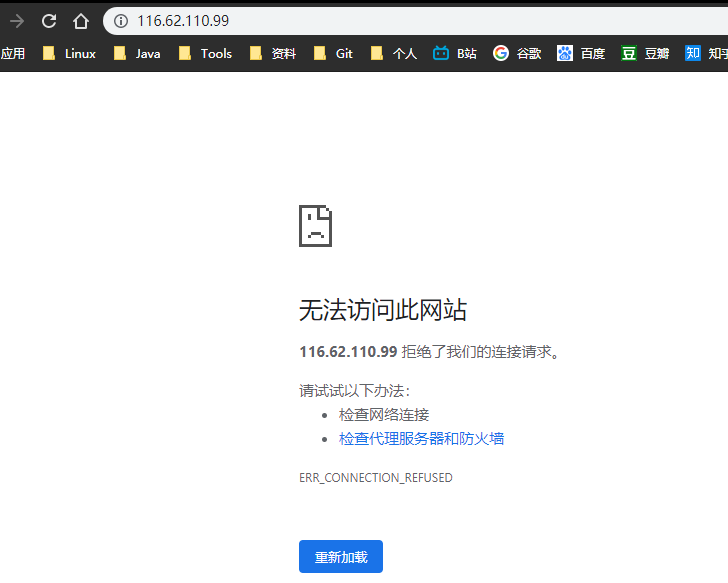 116.62.110.99
应用 Linux Java Tools 资料 Git 个人 B站 谷歌 百度 豆 豆瓣 知 知乎
无法访问此网站
116.62.110.99 拒绝了我们的连接请求。
请试试以下办法：
• 检查网络连接
• 检查代理服务器和防火墙
ERR_CONNECTION_REFUSED
重新加载